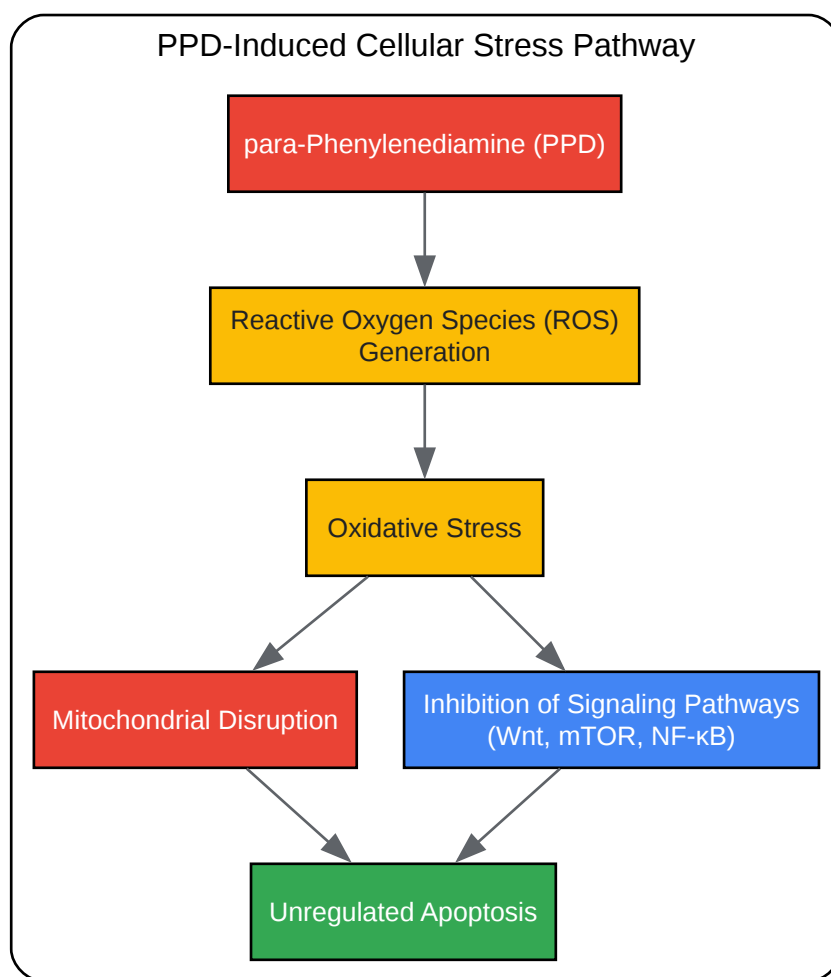 PPD-Induced Cellular Stress Pathway
para-Phenylenediamine (PPD)
Reactive Oxygen Species (ROS)
Generation
Oxidative Stress
Mitochondrial Disruption
Inhibition of Signaling Pathways
(Wnt, mTOR, NF-κB)
Unregulated Apoptosis